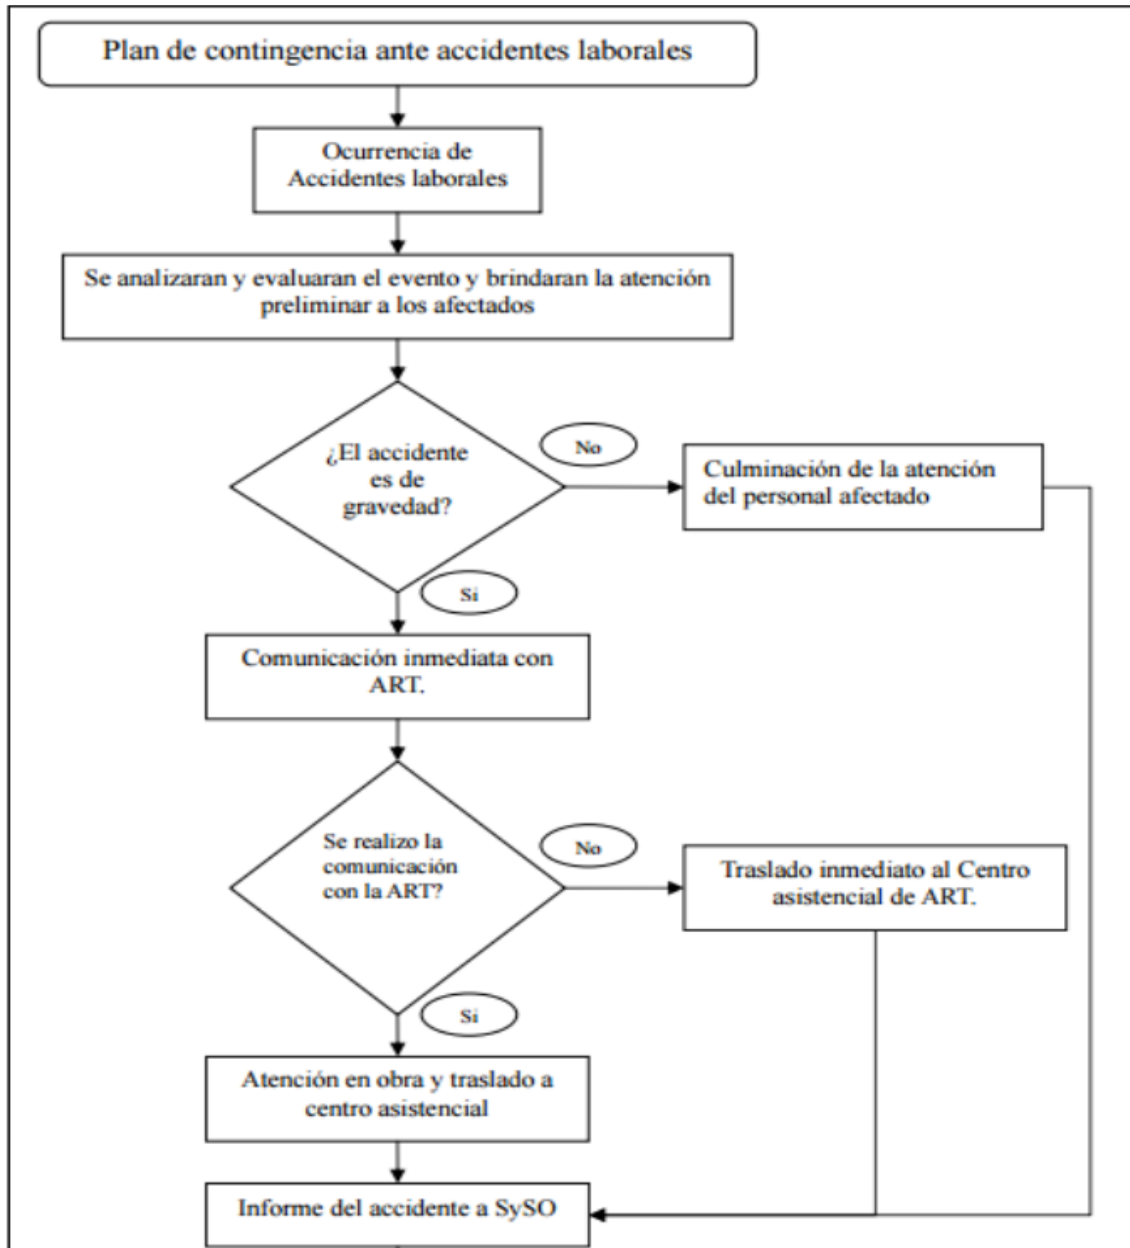 Plan de contingencia ante accidentes laborales
Ocurrencia de
Accidentes laborales
Se analizaran y evaluaran el evento y brindaran la atención
preliminar a los afectados
¿El accidente
es de
gravedad?
No
Culminación de la atención
del personal afectado
Si
Comunicación inmediata con
ART.
Se realizo la
comunicación
con la ART?
No
Traslado inmediato al Centro
asistencial de ART.
Si
Atención en obra y traslado a
centro asistencial
Informe del accidente a SySO